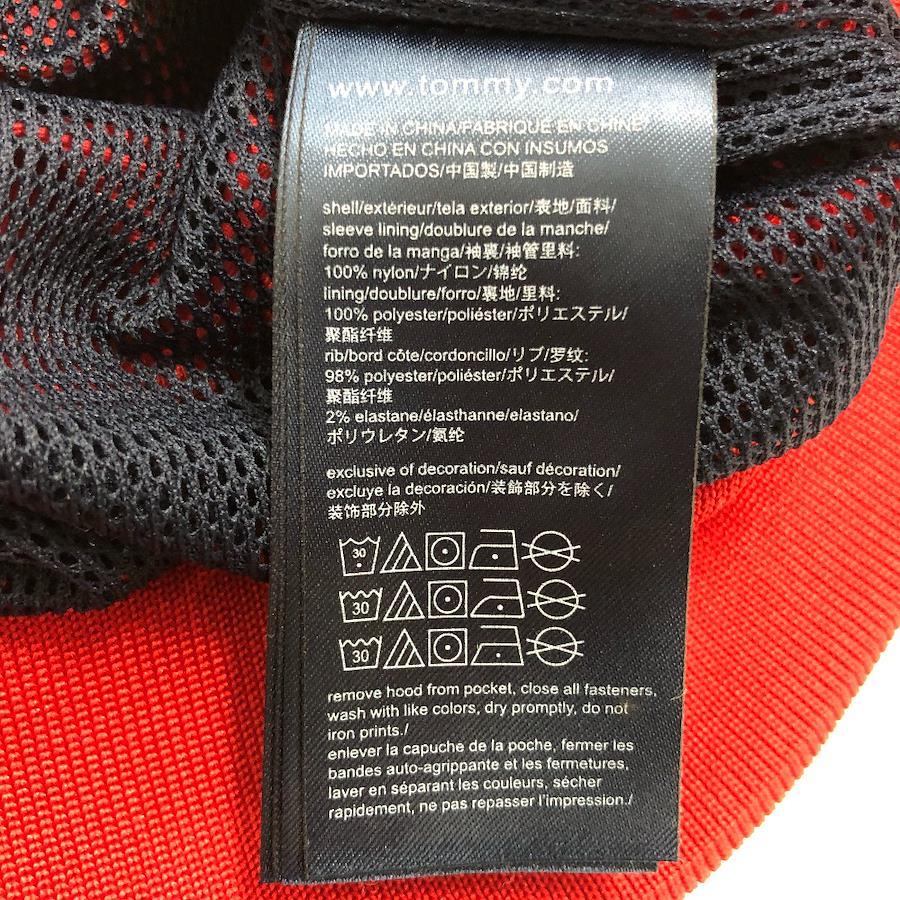 www.tommy.com
MADE IN CHINA/FABRIQUÉ EN CHINE
HECHO EN CHINA CON INSUMOS
IMPORTADOS/中国製/中国制造
shell/extérieur/tela exterior/表地/面料/
sleeve lining/doublure de la manche/
forro de la manga/袖裏/袖管里料:
100% nylon/ナイロン/锦纶
lining/doublure/forro/裏地/里料:
100% polyester/poliéster/ポリエステル/
聚酯纤维
rib/bord côte/cordoncillo/リブ/罗纹:
98% polyester/poliéster/ポリエステル/
聚酯纤维
2% elastane/élasthanne/elastano/
ポリウレタン/氨纶
exclusive of decoration/sauf décoration/
excluye la decoración/装飾部分を除く/
装饰部分除外
30
30
30
remove hood from pocket, close all fasteners,
wash with like colors, dry promptly, do not
iron prints./
enlever la capuche de la poche, fermer les
bandes auto-agrippante et les fermetures,
laver en séparant les couleurs, sécher
rapidement, ne pas repasser l'impression./